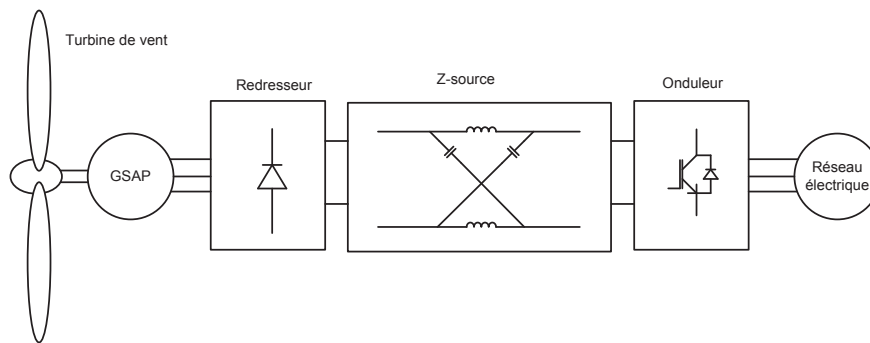 Turbine de vent
Redresseur
Z-source
Onduleur
GSAP
Réseau
électrique